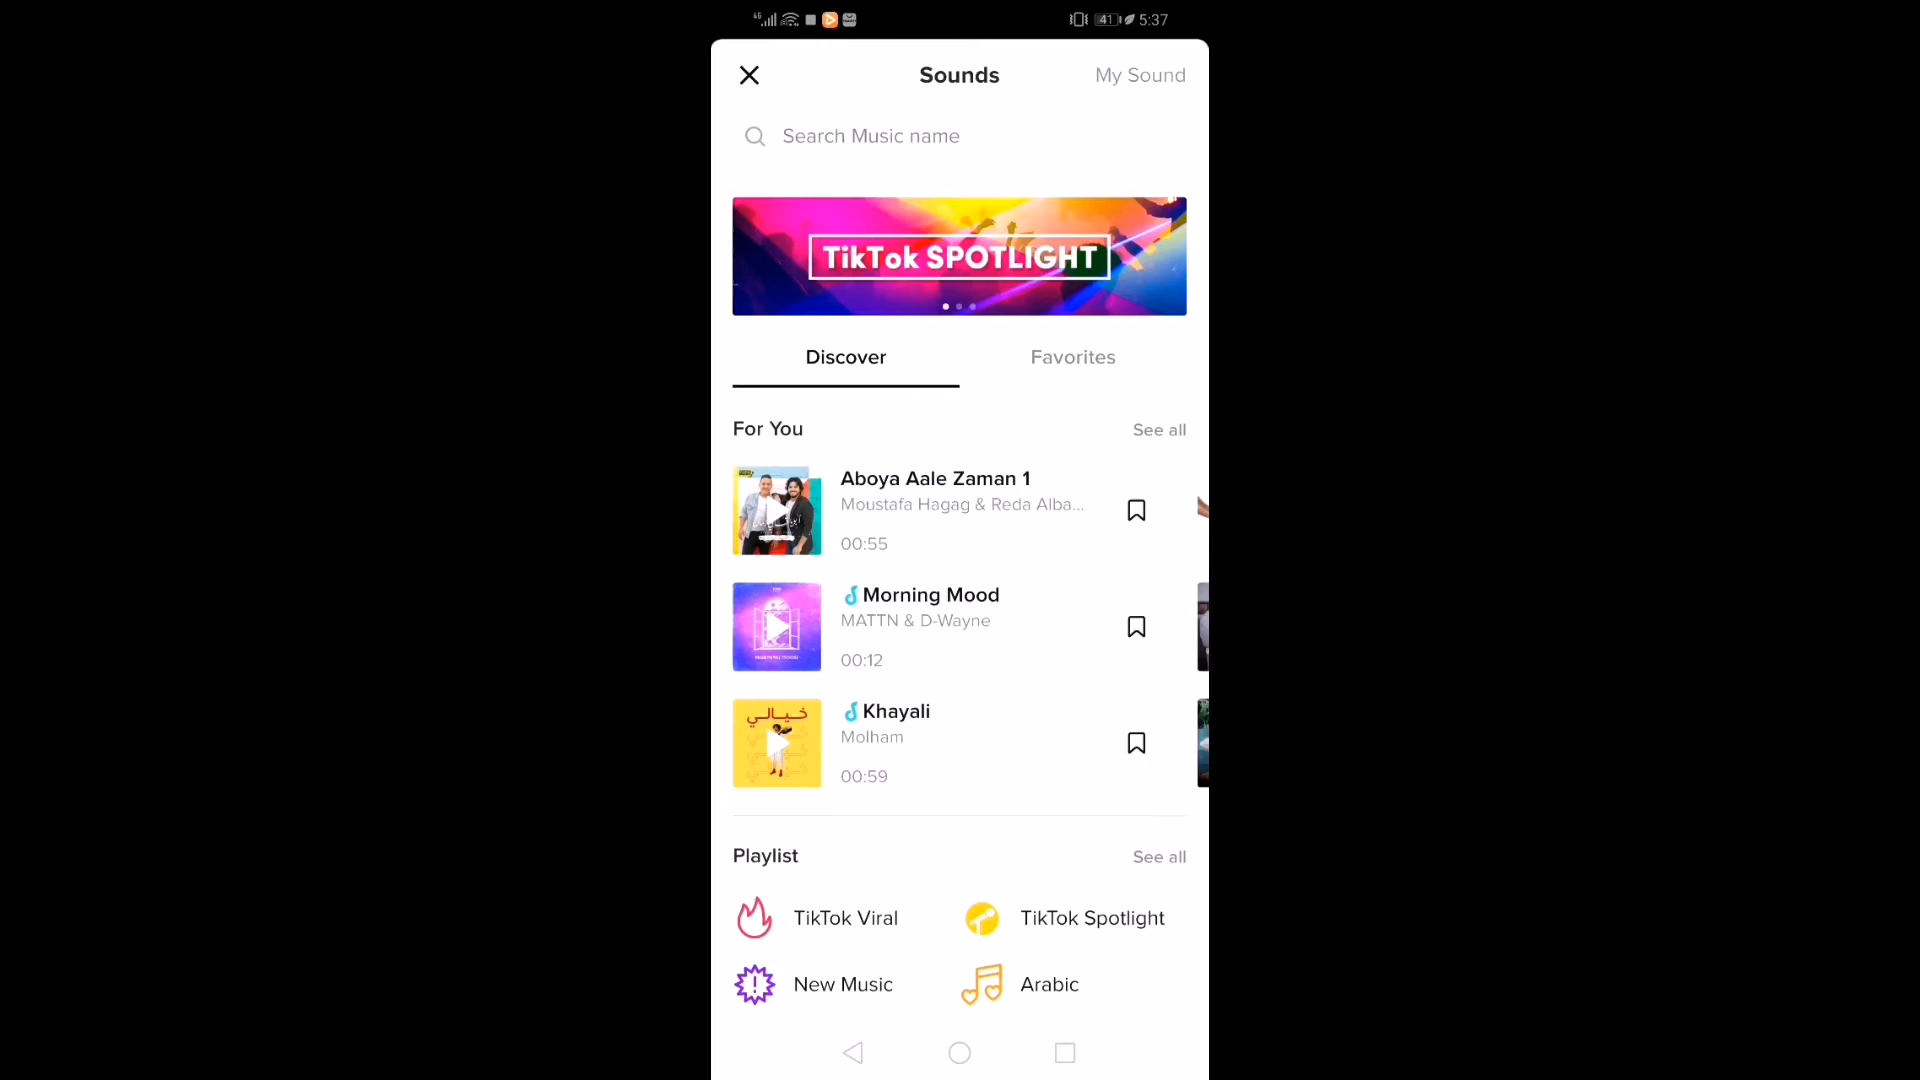 4G 41 5:37
Sounds My Sound
Search Music name
TikTok SPOTLIGHT
Discover Favorites
For You See all
Aboya Aale Zaman 1
Moustafa Hagag & Reda Alba...
00:55
Morning Mood
MATTN & D-Wayne
00:12
خيالي
Khayali
Molham
00:59
Playlist See all
TikTok Viral TikTok Spotlight
New Music Arabic